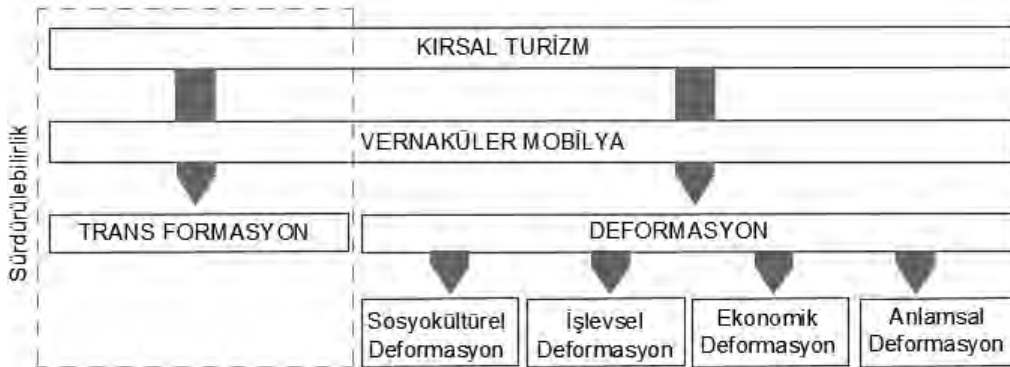 Sürdürülebilirlik
KIRSAL TURİZM
VERNAKÜLER MOBİLYA
TRANS FORMASYON
DEFORMASYON
Sosyokültürel
Deformasyon
İşlevsel
Deformasyon
Ekonomik
Deformasyon
Anlamsal
Deformasyon